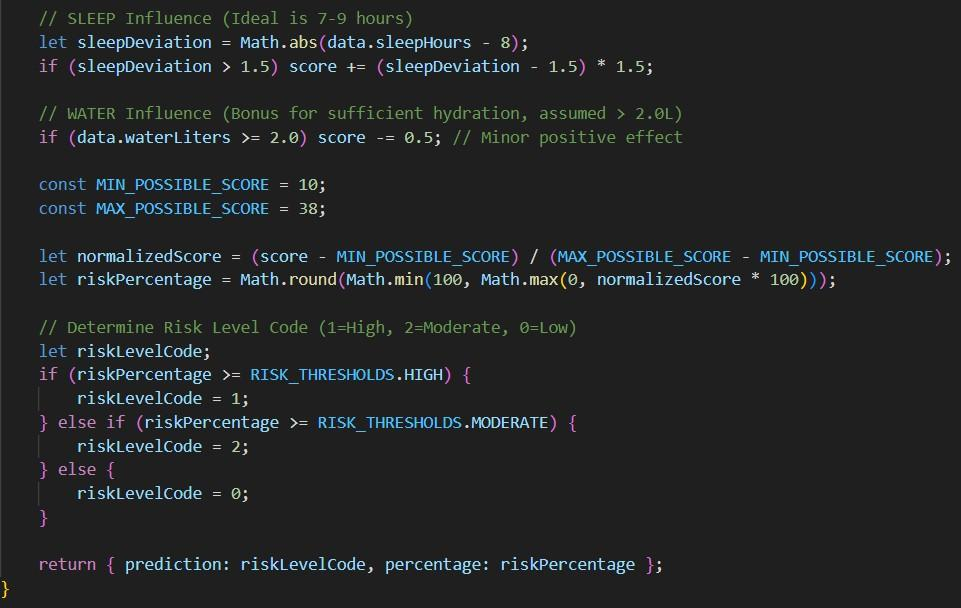 // SLEEP Influence (Ideal is 7-9 hours)
let sleepDeviation = Math.abs(data.sleepHours - 8);
if (sleepDeviation > 1.5) score += (sleepDeviation - 1.5) * 1.5;
// WATER Influence (Bonus for sufficient hydration, assumed > 2.0L)
if (data.waterLiters >= 2.0) score -= 0.5; // Minor positive effect
const MIN_POSSIBLE_SCORE = 10;
const MAX_POSSIBLE_SCORE = 38;
let normalizedScore = (score - MIN_POSSIBLE_SCORE) / (MAX_POSSIBLE_SCORE - MIN_POSSIBLE_SCORE);
let riskPercentage = Math.round(Math.min(100, Math.max(0, normalizedScore * 100)));
// Determine Risk Level Code (1=High, 2=Moderate, 0=Low)
let riskLevelCode;
if (riskPercentage >= RISK_THRESHOLDS.HIGH) {
riskLevelCode = 1;
} else if (riskPercentage >= RISK_THRESHOLDS.MODERATE) {
riskLevelCode = 2;
} else {
riskLevelCode = 0;
}
return { prediction: riskLevelCode, percentage: riskPercentage };
}